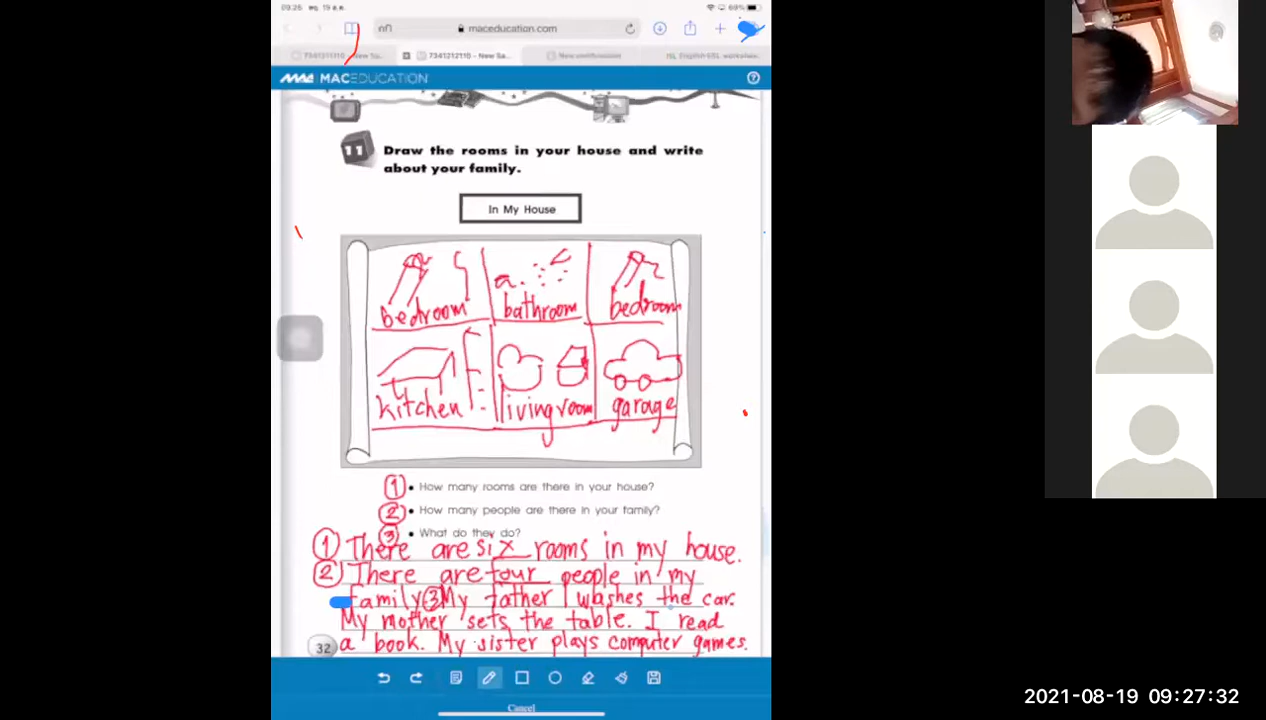 maceducation.com
7341212110 - New Sa...
MAC MACEDUCATION
11 Draw the rooms in your house and write
about your family.
In My House
bedroom bathroom bedroom
kitchen living room garage
① • How many rooms are there in your house?
② • How many people are there in your family?
③ • What do they do?
① There are six rooms in my house.
② There are four people in my
family ③ My father washes the car.
My mother sets the table. I read
a book. My sister plays computer games.
32
Cancel
2021-08-19 09:27:32